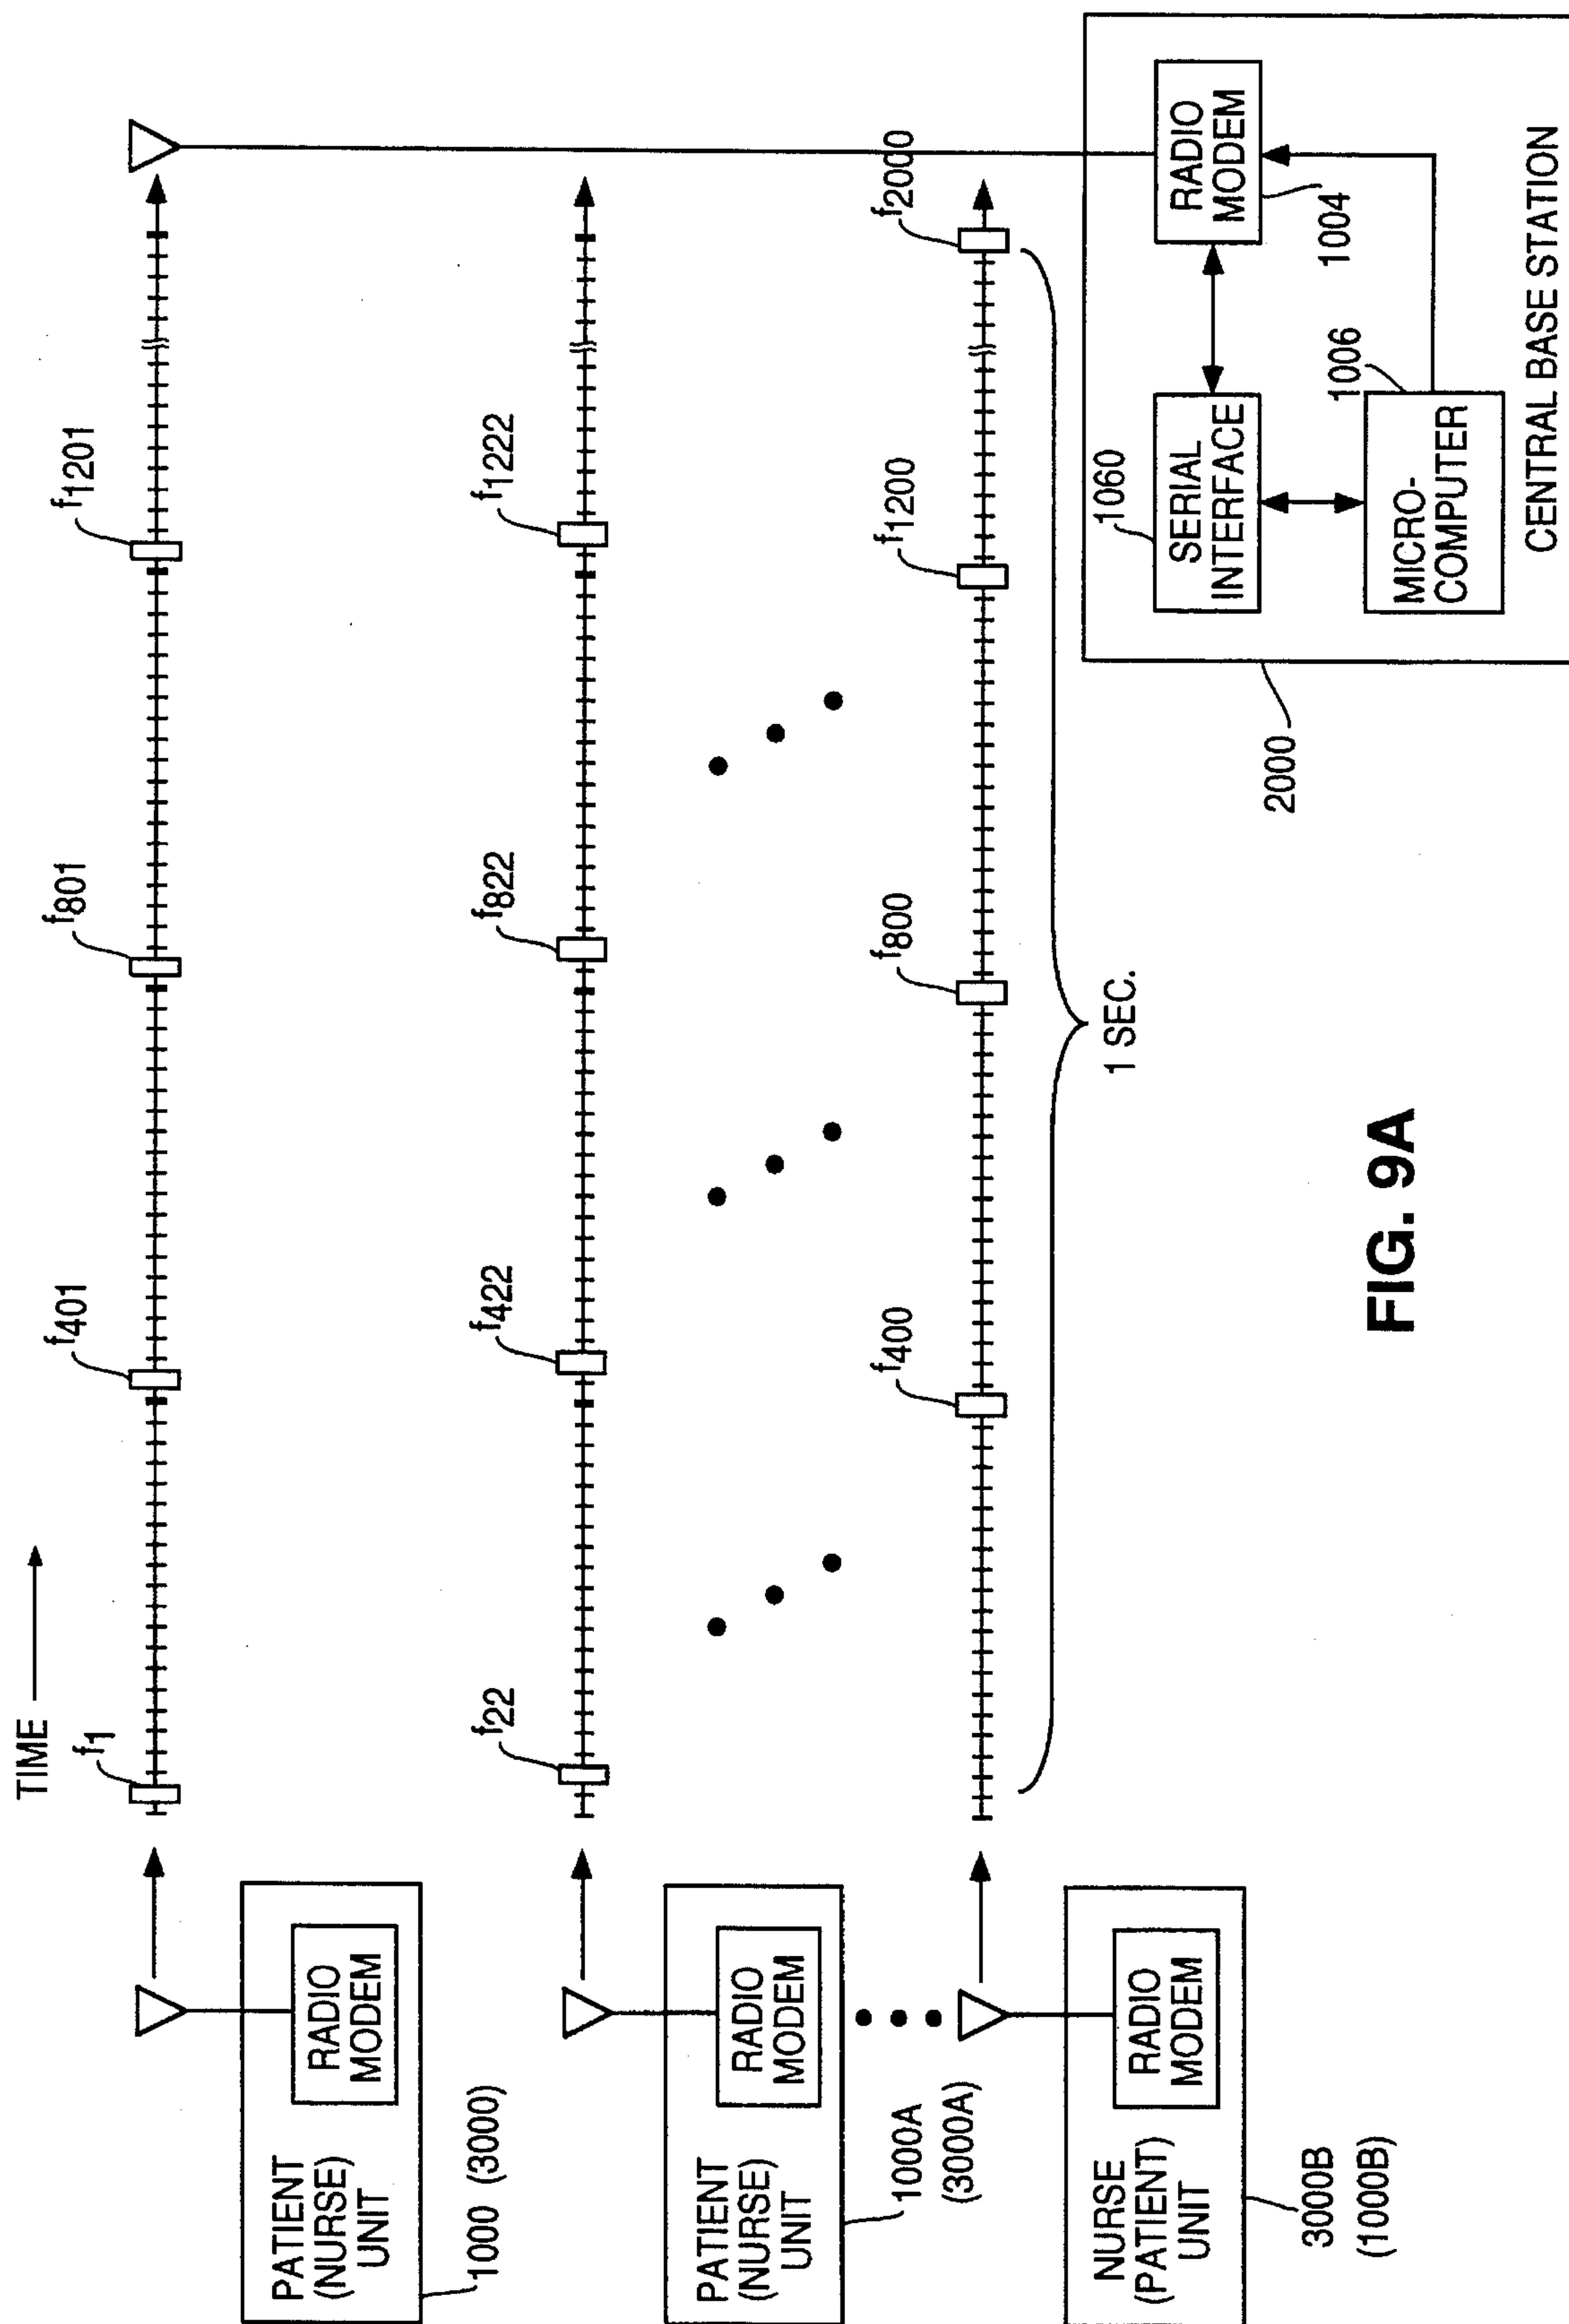 TIME
f1
f401
f801
f1201
PATIENT
(NURSE)
UNIT
RADIO
MODEM
1000 (3000)
f22
f422
f822
f1222
PATIENT
(NURSE)
UNIT
RADIO
MODEM
1000A
(3000A)
f400
f800
f1200
f2000
NURSE
(PATIENT)
UNIT
RADIO
MODEM
3000B
(1000B)
1 SEC.
2000
1060
SERIAL
INTERFACE
RADIO
MODEM
1004
1006
MICRO-
COMPUTER
CENTRAL BASE STATION
FIG. 9A